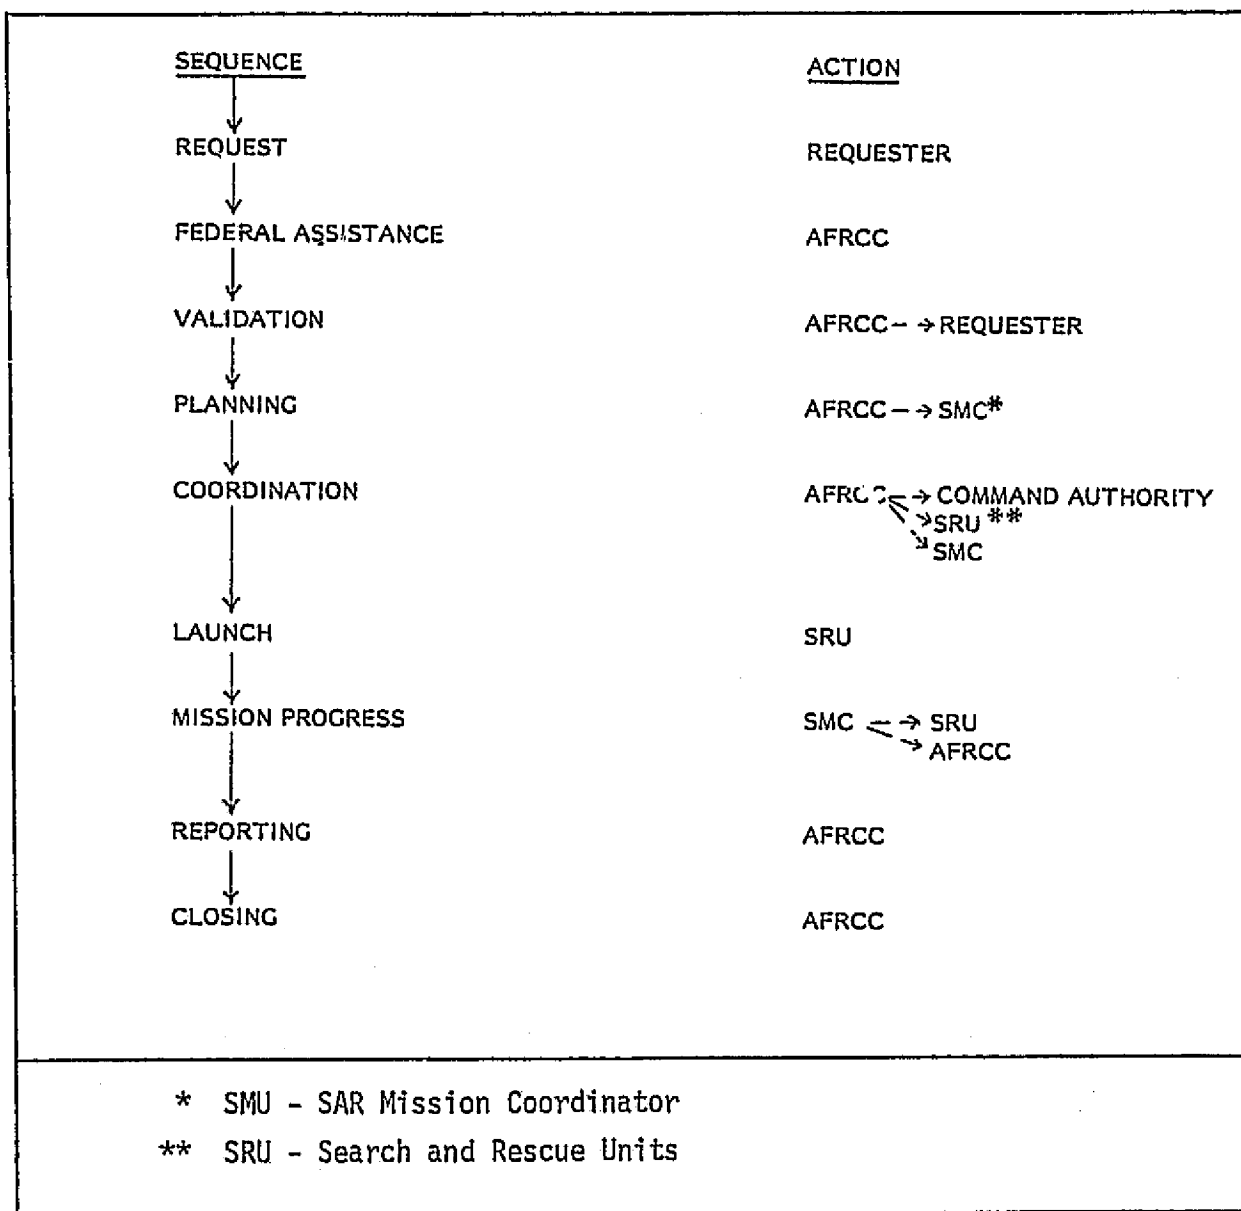 SEQUENCE ACTION
REQUEST REQUESTER
FEDERAL ASSISTANCE AFRCC
VALIDATION AFRCC – → REQUESTER
PLANNING AFRCC – → SMC*
COORDINATION AFRCC – → COMMAND AUTHORITY
SRU **
SMC
LAUNCH SRU
MISSION PROGRESS SMC – → SRU
AFRCC
REPORTING AFRCC
CLOSING AFRCC
* SMU - SAR Mission Coordinator
** SRU - Search and Rescue Units